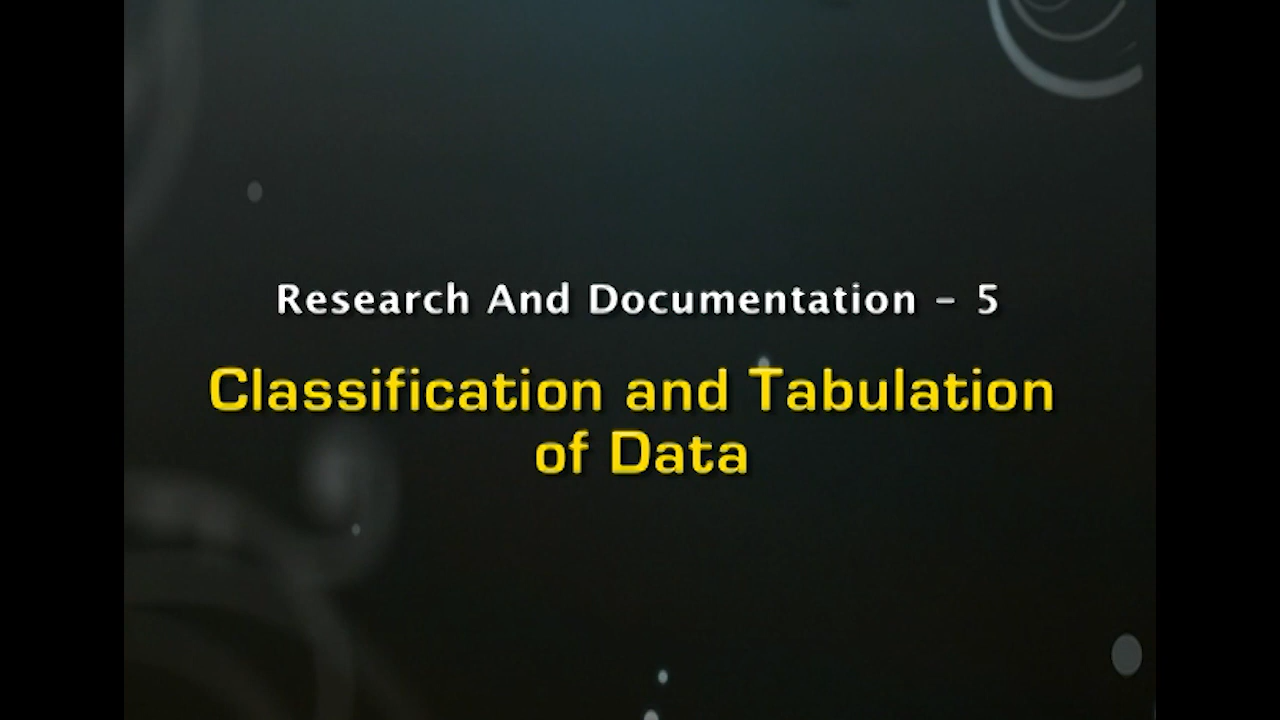 Research And Documentation - 5
Classification and Tabulation
of Data